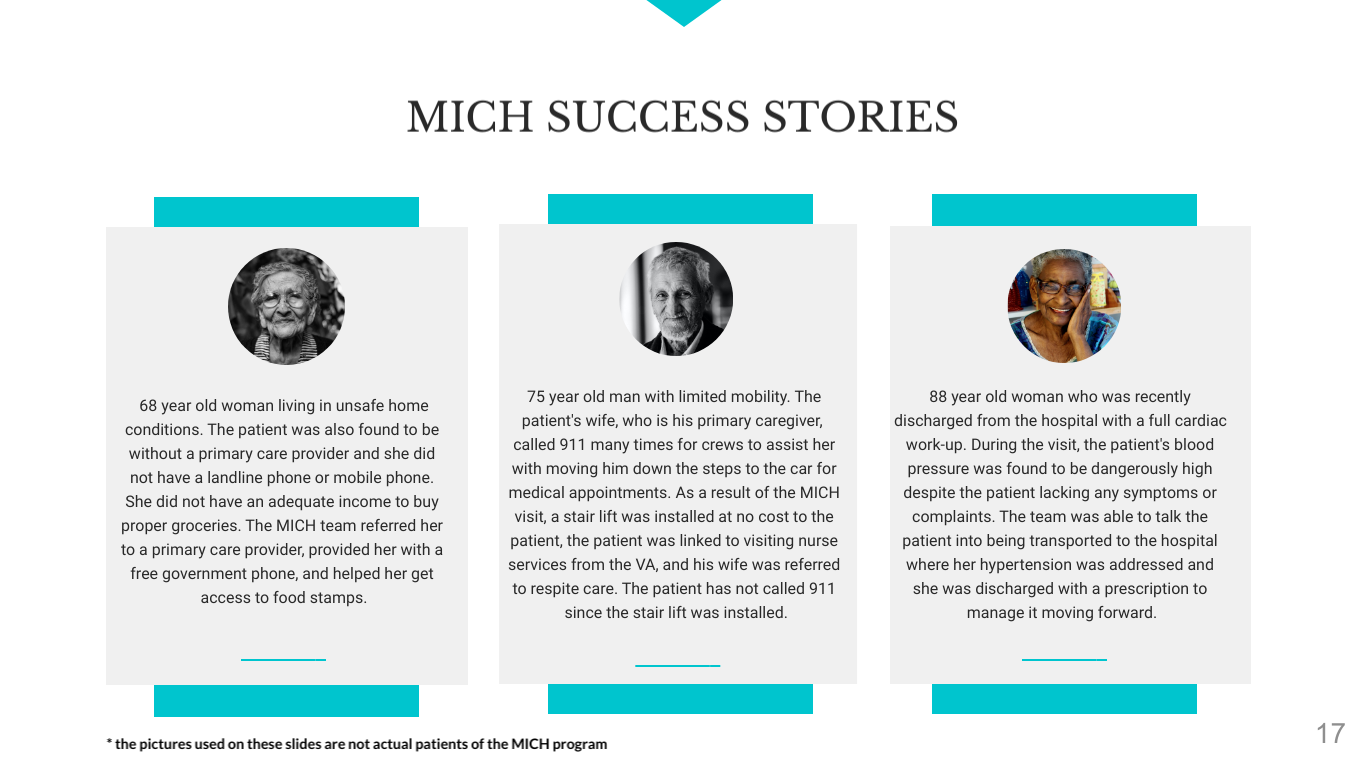 MICH SUCCESS STORIES
68 year old woman living in unsafe home
conditions. The patient was also found to be
without a primary care provider and she did
not have a landline phone or mobile phone.
She did not have an adequate income to buy
proper groceries. The MICH team referred her
to a primary care provider, provided her with a
free government phone, and helped her get
access to food stamps.
75 year old man with limited mobility. The
patient's wife, who is his primary caregiver,
called 911 many times for crews to assist her
with moving him down the steps to the car for
medical appointments. As a result of the MICH
visit, a stair lift was installed at no cost to the
patient, the patient was linked to visiting nurse
services from the VA, and his wife was referred
to respite care. The patient has not called 911
since the stair lift was installed.
88 year old woman who was recently
discharged from the hospital with a full cardiac
work-up. During the visit, the patient's blood
pressure was found to be dangerously high
despite the patient lacking any symptoms or
complaints. The team was able to talk the
patient into being transported to the hospital
where her hypertension was addressed and
she was discharged with a prescription to
manage it moving forward.
* the pictures used on these slides are not actual patients of the MICH program
17